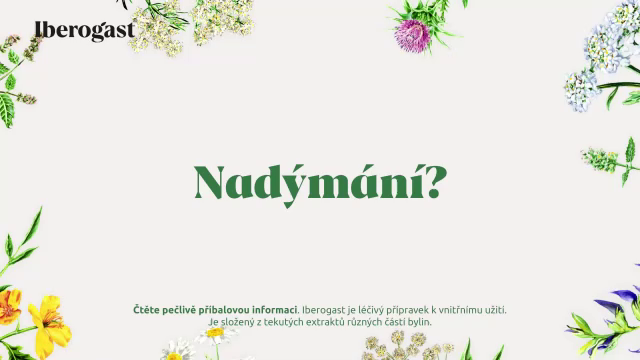 Iberogast
Nadýmání?
Čtěte pečlivě příbalovou informaci. Iberogast je léčivý přípravek k vnitřnímu užití.
Je složený z tekutých extraktů různých částí bylin.